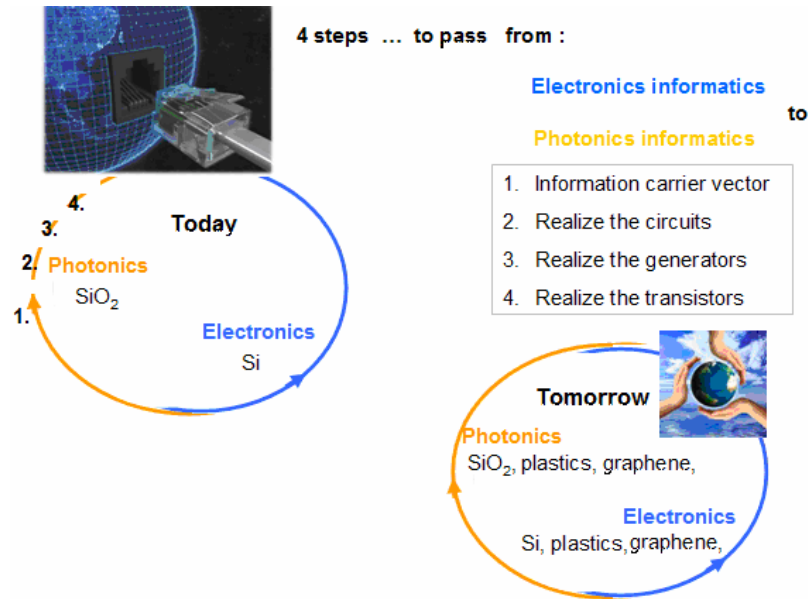 4 steps ... to pass from :
Electronics informatics
to
Photonics informatics
1. Information carrier vector
2. Realize the circuits
3. Realize the generators
4. Realize the transistors
4.
3.
Today
2.
Photonics
SiO₂
1.
Electronics
Si
Tomorrow
Photonics
SiO₂, plastics, graphene,
Electronics
Si, plastics, graphene,